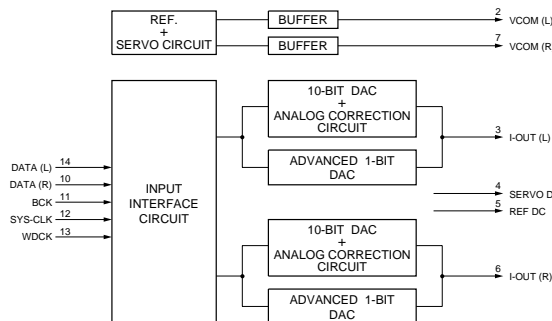 REF.
+
SERVO CIRCUIT
BUFFER
2
VCOM (L)
BUFFER
7
VCOM (R
10-BIT DAC
+
ANALOG CORRECTION
CIRCUIT
3
I-OUT (L)
ADVANCED 1-BIT
DAC
DATA (L)
14
DATA (R)
10
BCK
11
SYS-CLK
12
WDCK
13
INPUT
INTERFACE
CIRCUIT
4
SERVO D
5
REF DC
10-BIT DAC
+
ANALOG CORRECTION
CIRCUIT
6
I-OUT (R)
ADVANCED 1-BIT
DAC